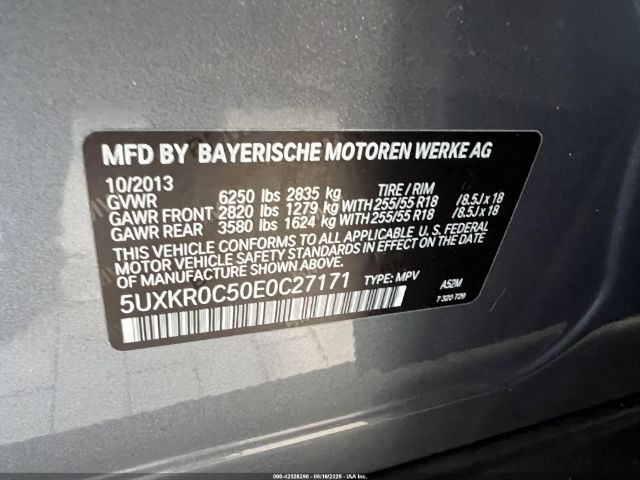 MFD BY BAYERISCHE MOTOREN WERKE AG
10/2013 TIRE / RIM
GVWR 6250 lbs 2835 kg
GAWR FRONT 2820 lbs 1279 kg WITH 255/55 R18 /8.5J x 18
GAWR REAR 3580 lbs 1624 kg WITH 255/55 R18 /8.5J x 18
THIS VEHICLE CONFORMS TO ALL APPLICABLE U. S. FEDERAL
MOTOR VEHICLE SAFETY STANDARDS IN EFFECT ON THE DATE
OF MANUFACTURE SHOWN ABOVE.
5UXKR0C50E0C27171 TYPE: MPV A52M
7 320 729
000-42528290 - 06/16/2025 - IAA Inc.